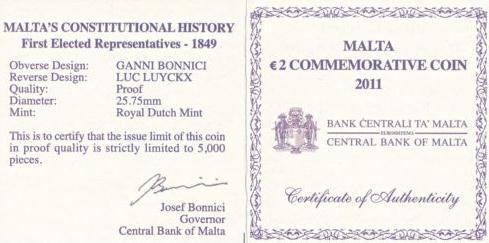 MALTA'S CONSTITUTIONAL HISTORY
First Elected Representatives - 1849
Obverse Design: GANNI BONNICI
Reverse Design: LUC LUYCKX
Quality: Proof
Diameter: 25.75mm
Mint: Royal Dutch Mint
This is to certify that the issue limit of this coin
in proof quality is strictly limited to 5,000
pieces.
Josef Bonnici
Governor
Central Bank of Malta
MALTA
€ 2 COMMEMORATIVE COIN
2011
BANK ĊENTRALI TA' MALTA
EUROSISTEMA
CENTRAL BANK OF MALTA
Certificate of Authenticity